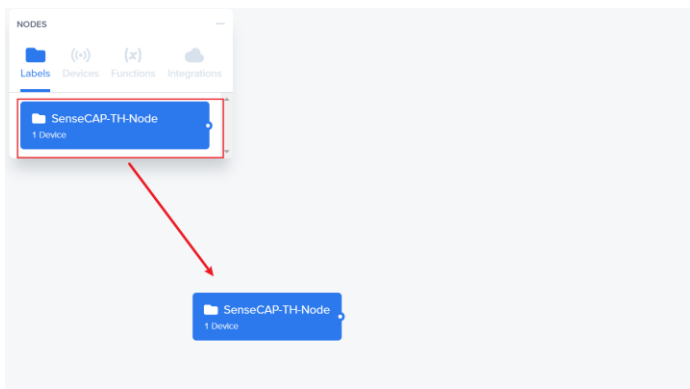 NODES
Labels Devices Functions Integrations
SenseCAP-TH-Node
1 Device
SenseCAP-TH-Node
1 Device